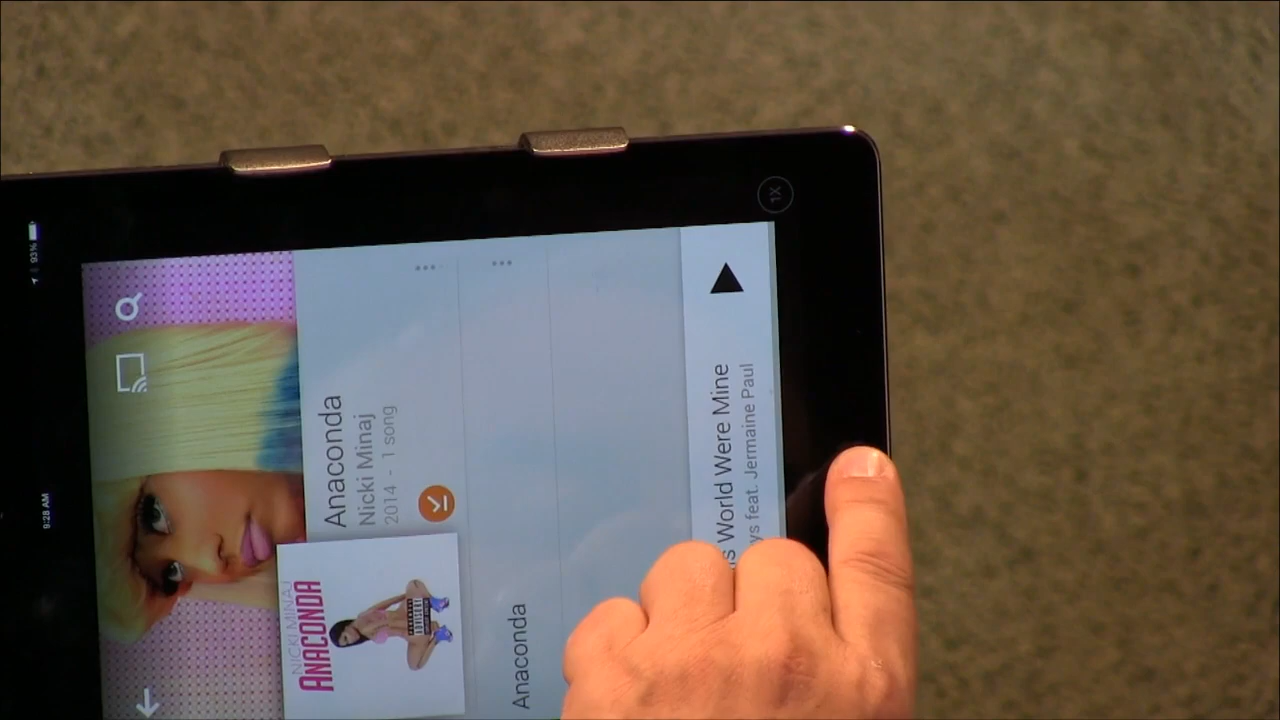 93%
9:28 AM
Anaconda
Nicki Minaj
2014 - 1 song
NICKI MINAJ
ANACONDA
Anaconda
s World Were Mine
ys feat. Jermaine Paul
1X